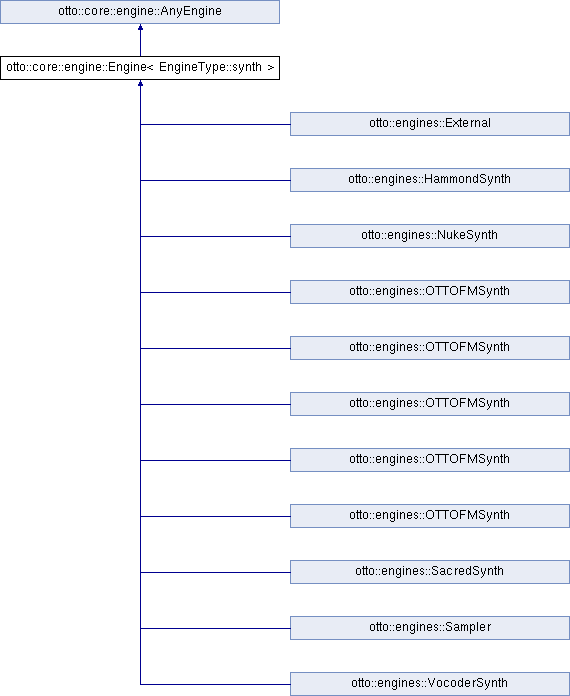 otto::core::engine::AnyEngine
otto::core::engine::Engine< EngineType::synth >
otto::engines::External
otto::engines::HammondSynth
otto::engines::NukeSynth
otto::engines::OTTOFMSynth
otto::engines::OTTOFMSynth
otto::engines::OTTOFMSynth
otto::engines::OTTOFMSynth
otto::engines::OTTOFMSynth
otto::engines::SacredSynth
otto::engines::Sampler
otto::engines::VocoderSynth